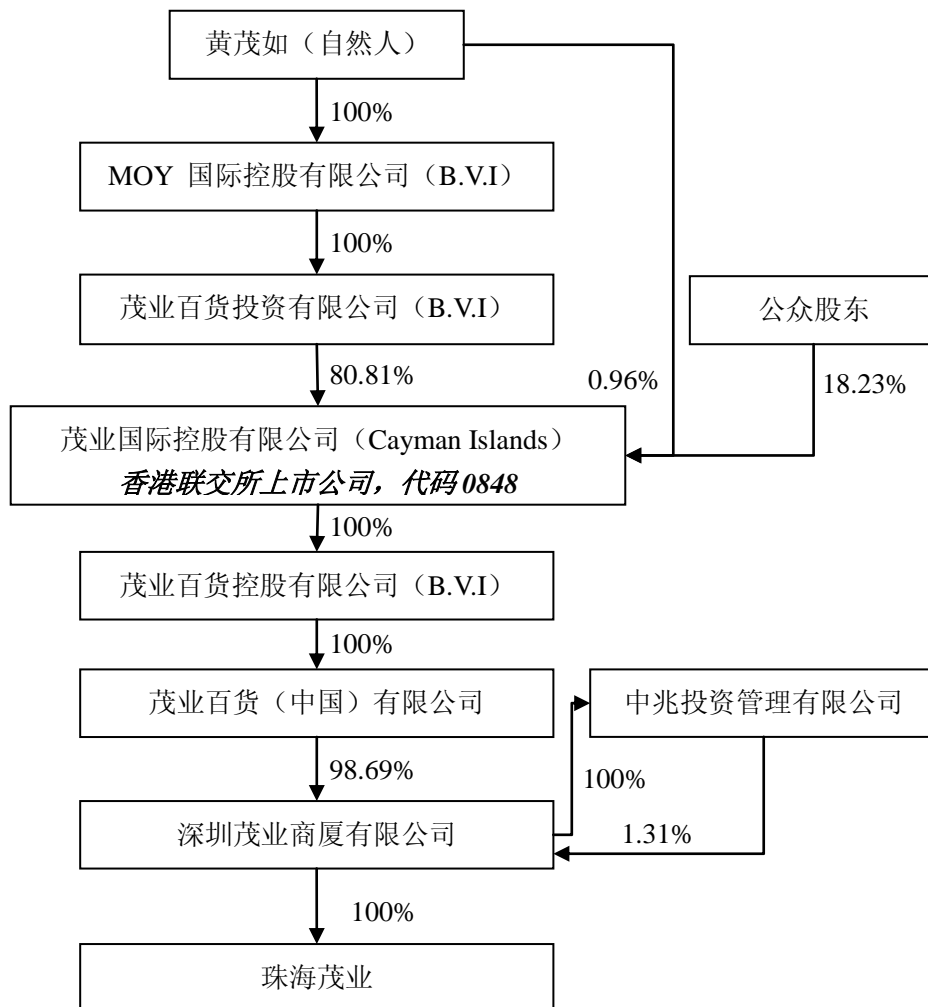 黄茂如（自然人）
100%
MOY 国际控股有限公司（B.V.I）
100%
茂业百货投资有限公司（B.V.I）
公众股东
80.81%
0.96%
18.23%
茂业国际控股有限公司（Cayman Islands）
香港联交所上市公司，代码 0848
100%
茂业百货控股有限公司（B.V.I）
100%
茂业百货（中国）有限公司
中兆投资管理有限公司
98.69%
100%
深圳茂业商厦有限公司
1.31%
100%
珠海茂业